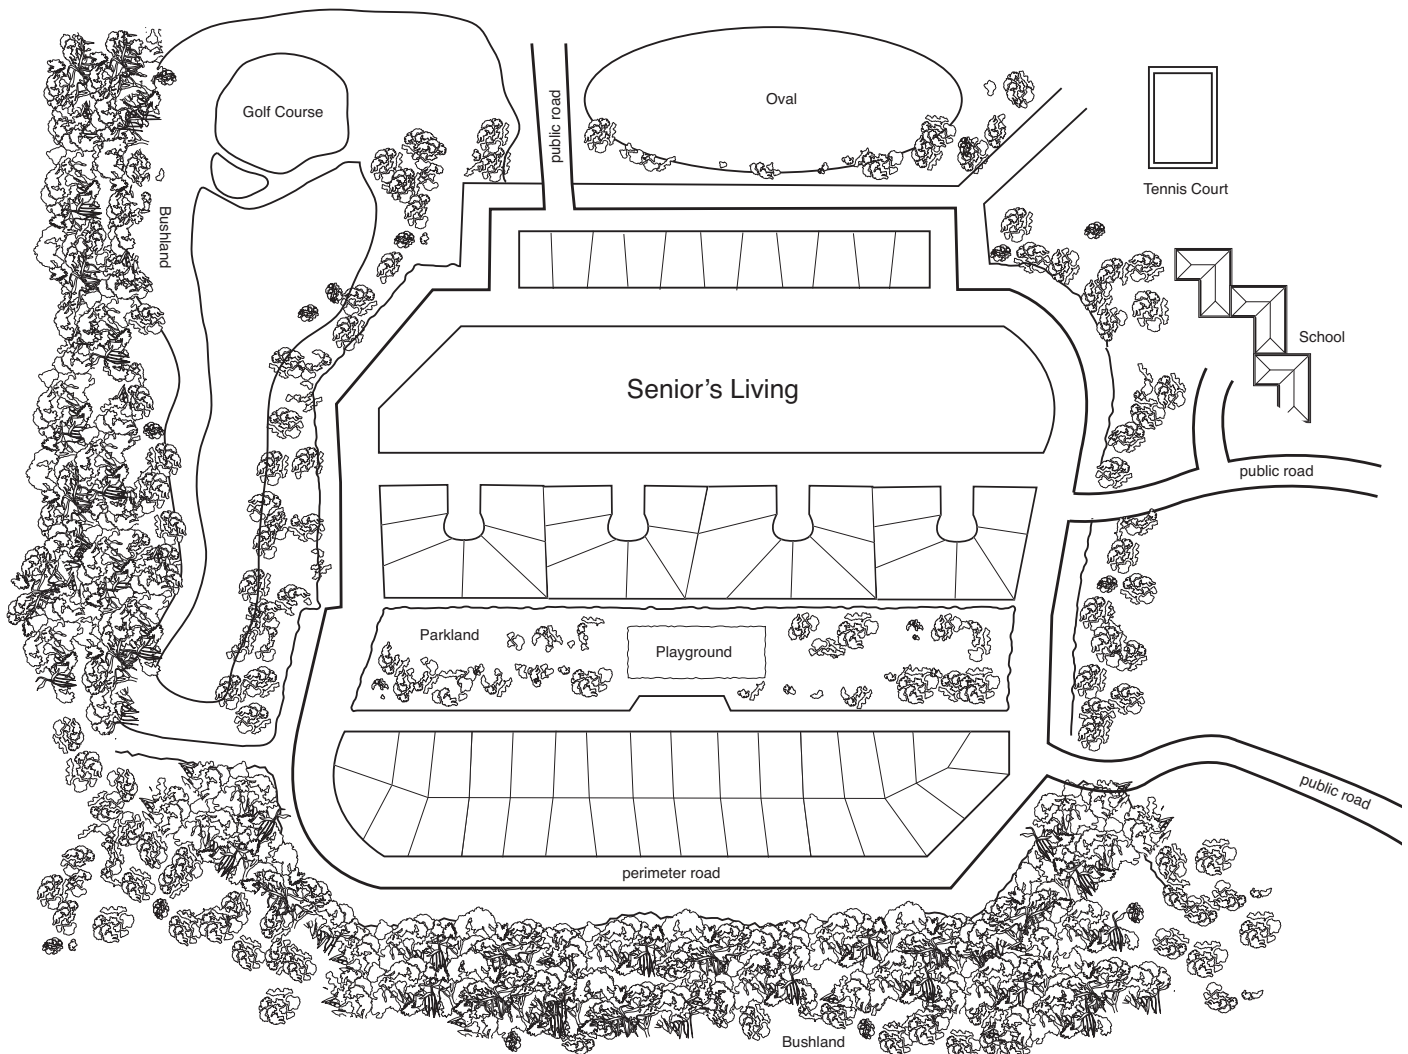 Golf Course
public road
Oval
Tennis Court
Bushland
School
Senior's Living
public road
Parkland
Playground
public road
perimeter road
Bushland